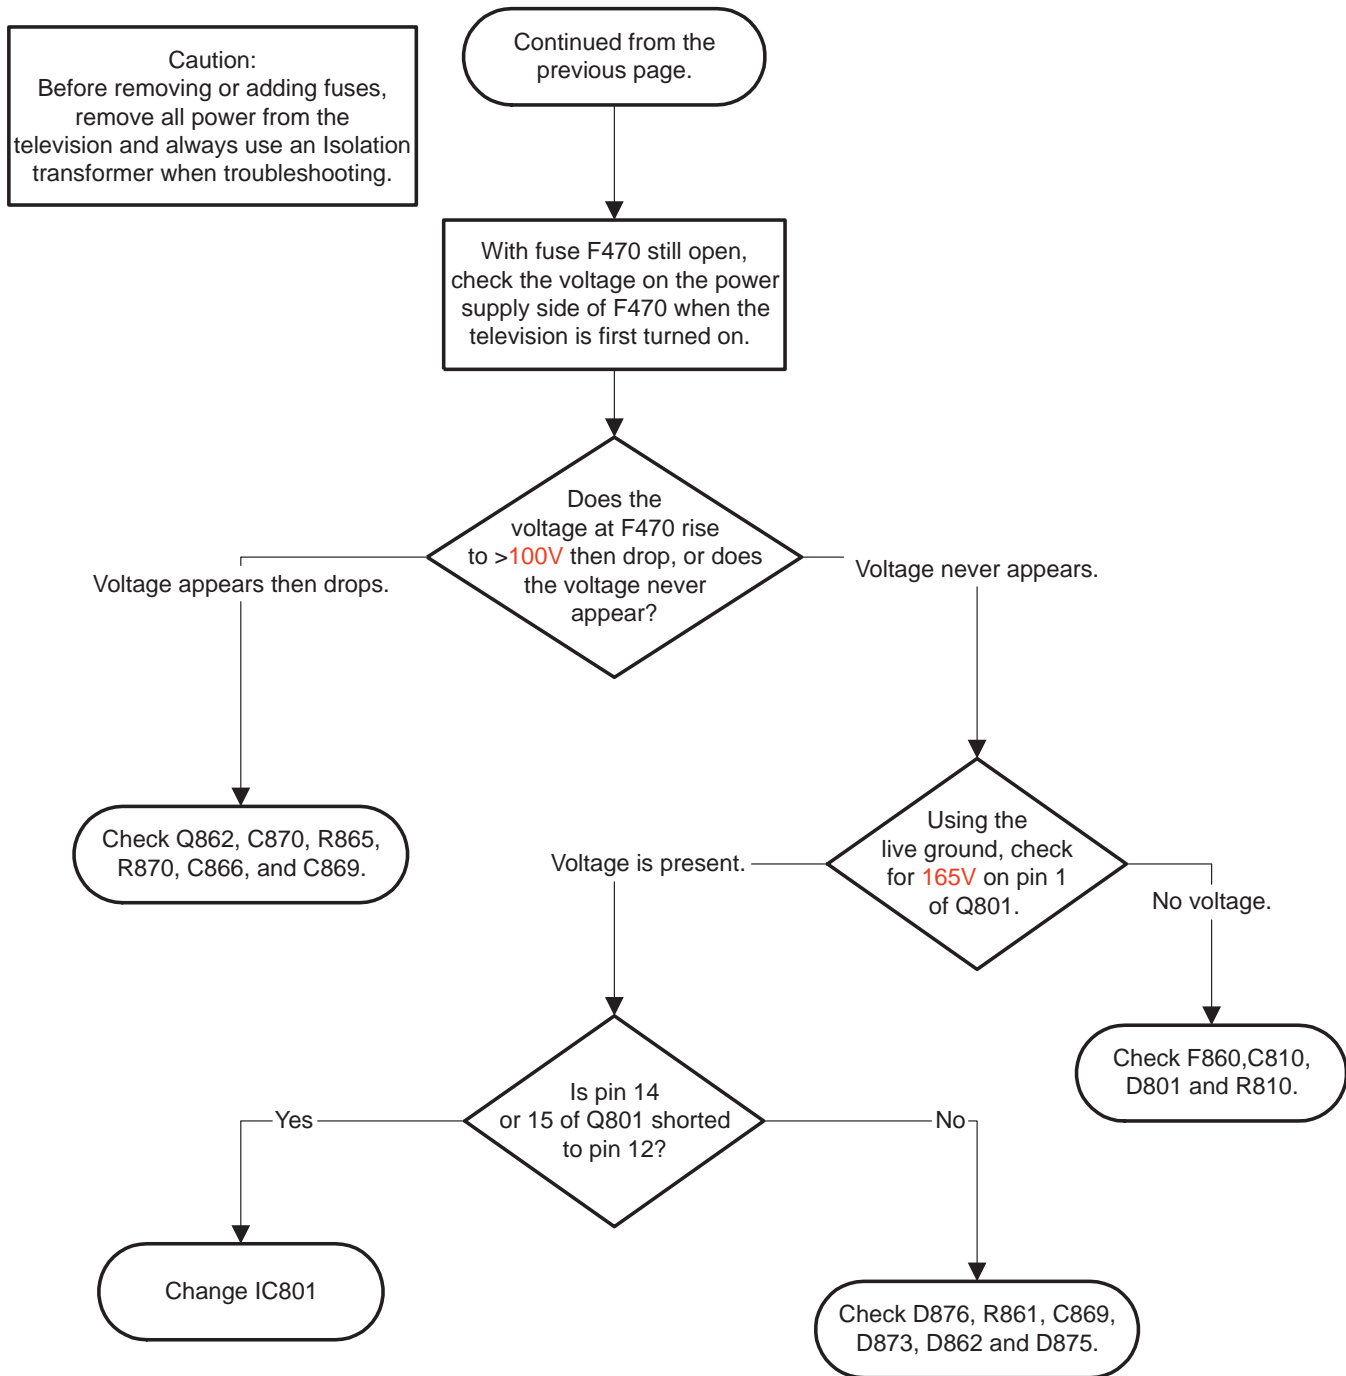 Caution:
Before removing or adding fuses,
remove all power from the
television and always use an Isolation
transformer when troubleshooting.
Continued from the
previous page.
With fuse F470 still open,
check the voltage on the power
supply side of F470 when the
television is first turned on.
Does the
voltage at F470 rise
to >100V then drop, or does
the voltage never
appear?
Voltage appears then drops.
Voltage never appears.
Check Q862, C870, R865,
R870, C866, and C869.
Using the
live ground, check
for 165V on pin 1
of Q801.
Voltage is present.
No voltage.
Check F860,C810,
D801 and R810.
Is pin 14
or 15 of Q801 shorted
to pin 12?
Yes
No
Change IC801
Check D876, R861, C869,
D873, D862 and D875.